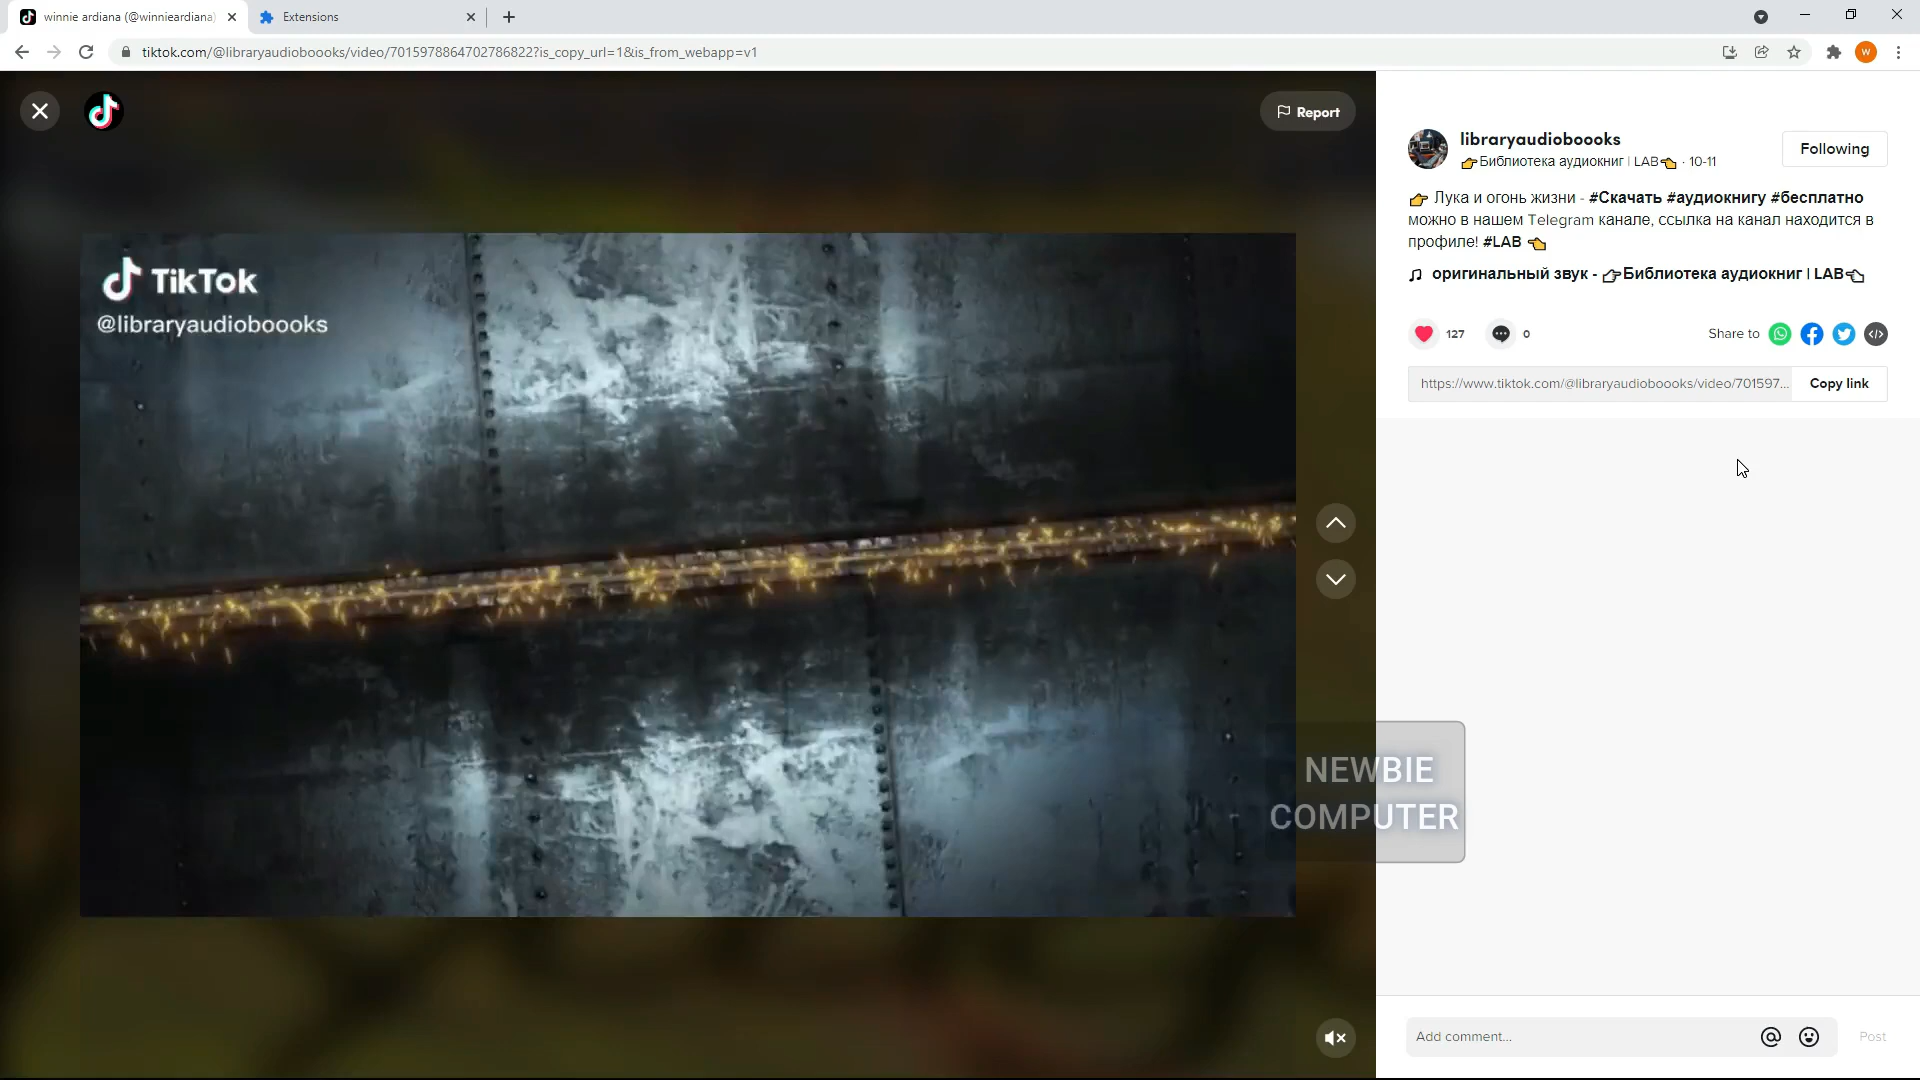 winnie ardiana (@winnieardiana)
Extensions
tiktok.com/@libraryaudioboooks/video/7015978864702786822?is_copy_url=1&is_from_webapp=v1
W
Report
TikTok
@libraryaudioboooks
libraryaudioboooks
👉Библиотека аудиокниг | LAB👈 · 10-11
Following
👉 Лука и огонь жизни - #Скачать #аудиокнигу #бесплатно
можно в нашем Telegram канале, ссылка на канал находится в
профиле! #LAB 👈
♫ оригинальный звук - 👉Библиотека аудиокниг | LAB👈
127
0
Share to
https://www.tiktok.com/@libraryaudioboooks/video/701597...
Copy link
NEWBIE
COMPUTER
Add comment...
Post